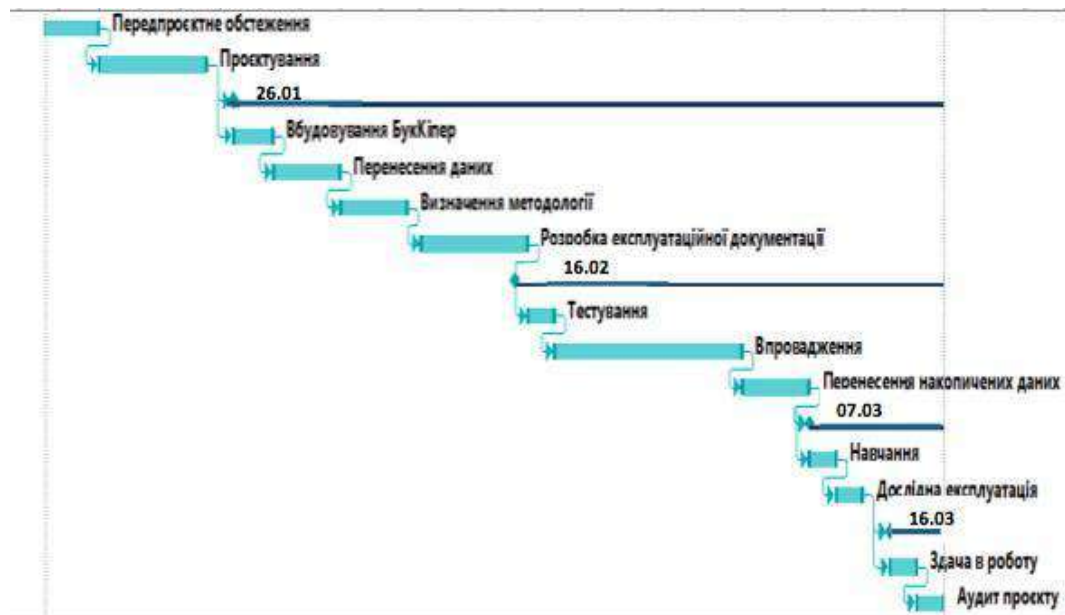 Передпроєктне обстеження
Проєктування
26.01
Вбудовування БукКіпер
Перенесення даних
Визначення методології
Розробка експлуатаційної документації
16.02
Тестування
Впровадження
Перенесення накопичених даних
07.03
Навчання
Дослідна експлуатація
16.03
Здача в роботу
Аудит проєкту